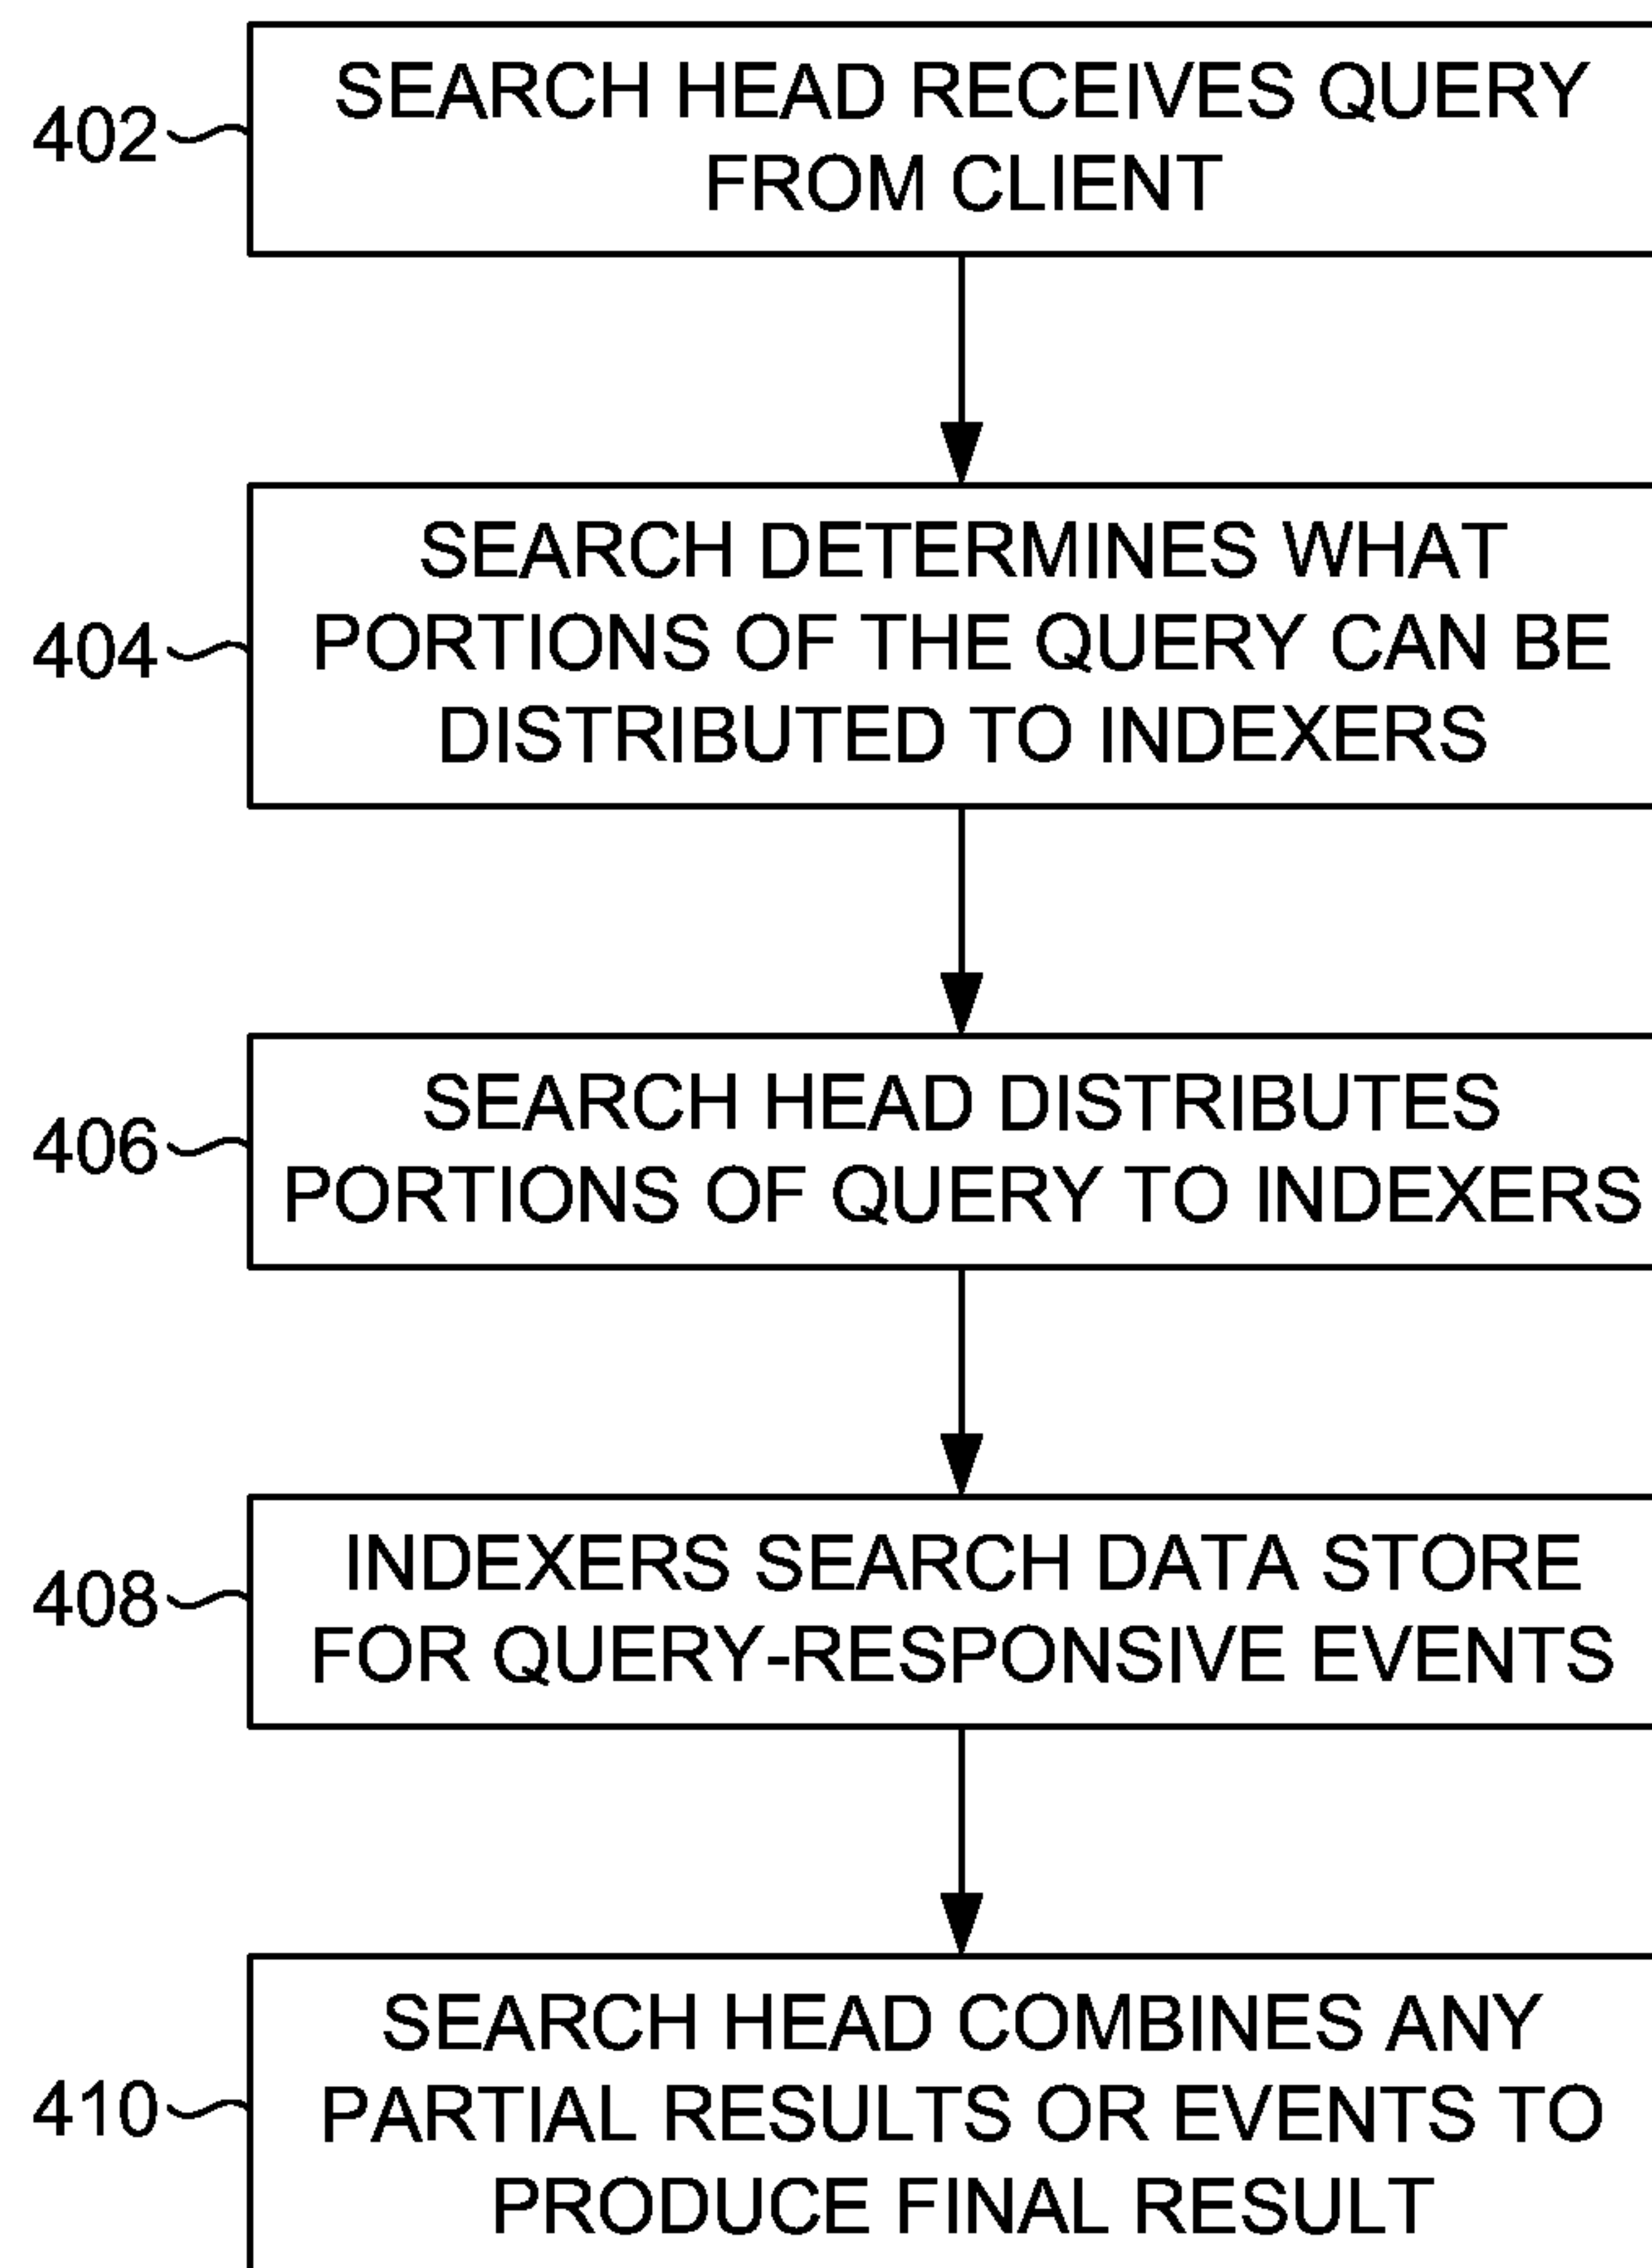 SEARCH HEAD RECEIVES QUERY
FROM CLIENT
402
SEARCH DETERMINES WHAT
PORTIONS OF THE QUERY CAN BE
DISTRIBUTED TO INDEXERS
404
SEARCH HEAD DISTRIBUTES
PORTIONS OF QUERY TO INDEXERS
406
INDEXERS SEARCH DATA STORE
FOR QUERY-RESPONSIVE EVENTS
408
SEARCH HEAD COMBINES ANY
PARTIAL RESULTS OR EVENTS TO
PRODUCE FINAL RESULT
410